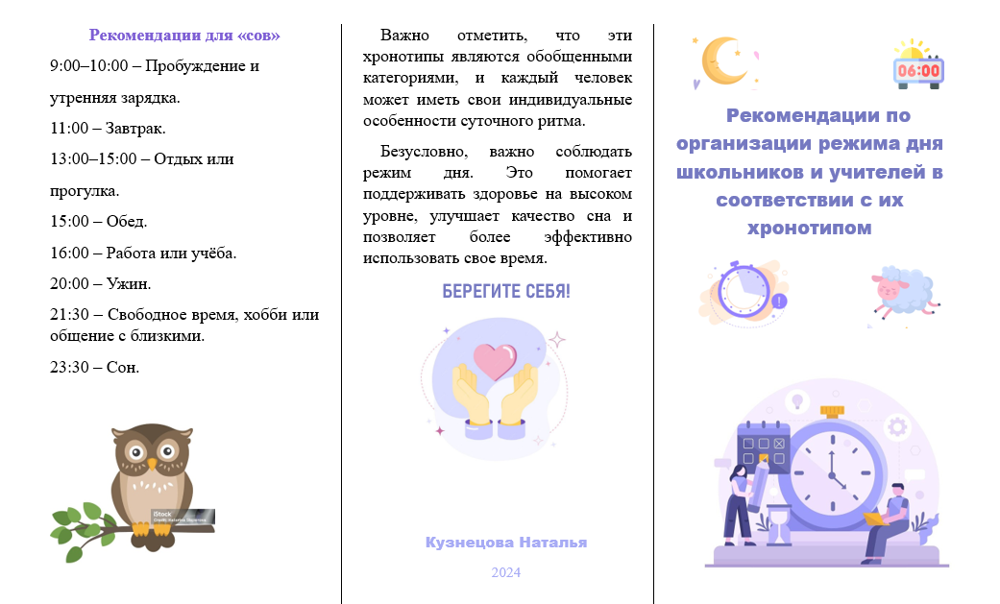 Рекомендации для «сов»
9:00–10:00 – Пробуждение и
утренняя зарядка.
11:00 – Завтрак.
13:00–15:00 – Отдых или
прогулка.
15:00 – Обед.
16:00 – Работа или учёба.
20:00 – Ужин.
21:30 – Свободное время, хобби или
общение с близкими.
23:30 – Сон.
iStock
Важно отметить, что эти
хронотипы являются обобщенными
категориями, и каждый человек
может иметь свои индивидуальные
особенности суточного ритма.
Безусловно, важно соблюдать
режим дня. Это помогает
поддерживать здоровье на высоком
уровне, улучшает качество сна и
позволяет более эффективно
использовать свое время.
БЕРЕГИТЕ СЕБЯ!
Кузнецова Наталья
2024
06:00
Рекомендации по
организации режима дня
школьников и учителей в
соответствии с их
хронотипом